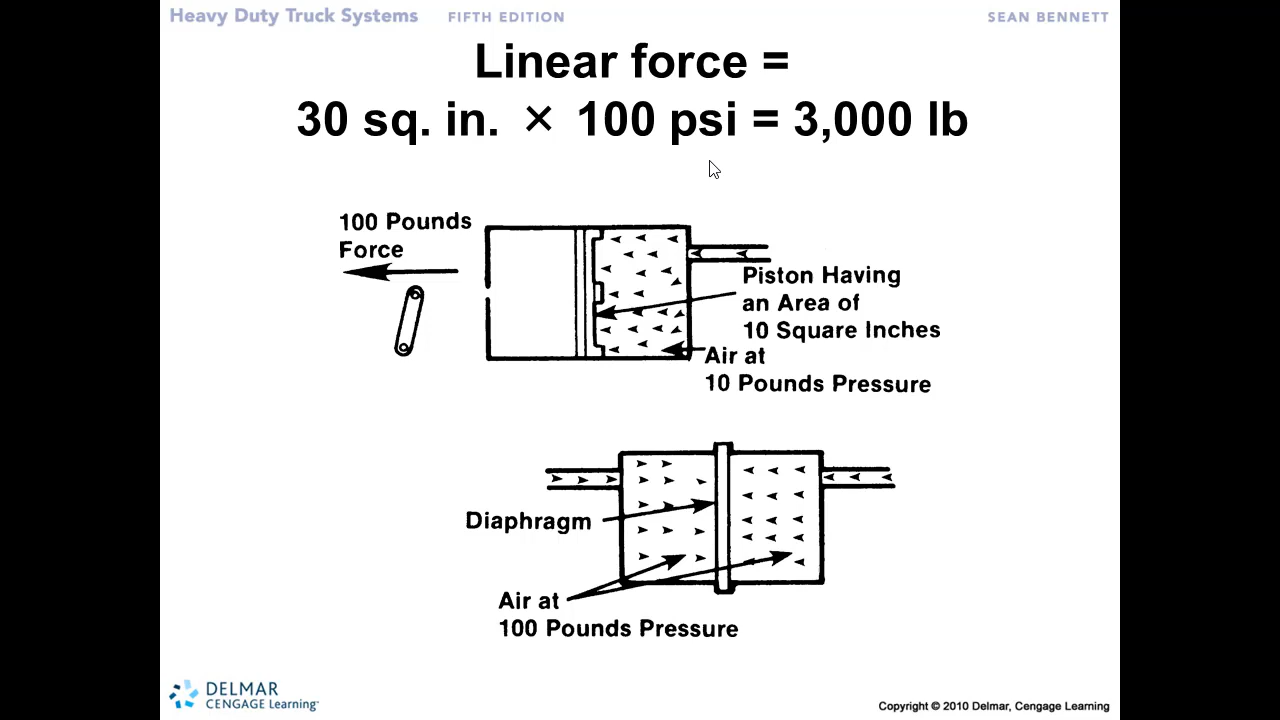 Heavy Duty Truck Systems FIFTH EDITION SEAN BENNETT
Linear force =
30 sq. in. × 100 psi = 3,000 lb
100 Pounds
Force
Piston Having
an Area of
10 Square Inches
Air at
10 Pounds Pressure
Diaphragm
Air at
100 Pounds Pressure
DELMAR
CENGAGE Learning™
Copyright © 2010 Delmar, Cengage Learning